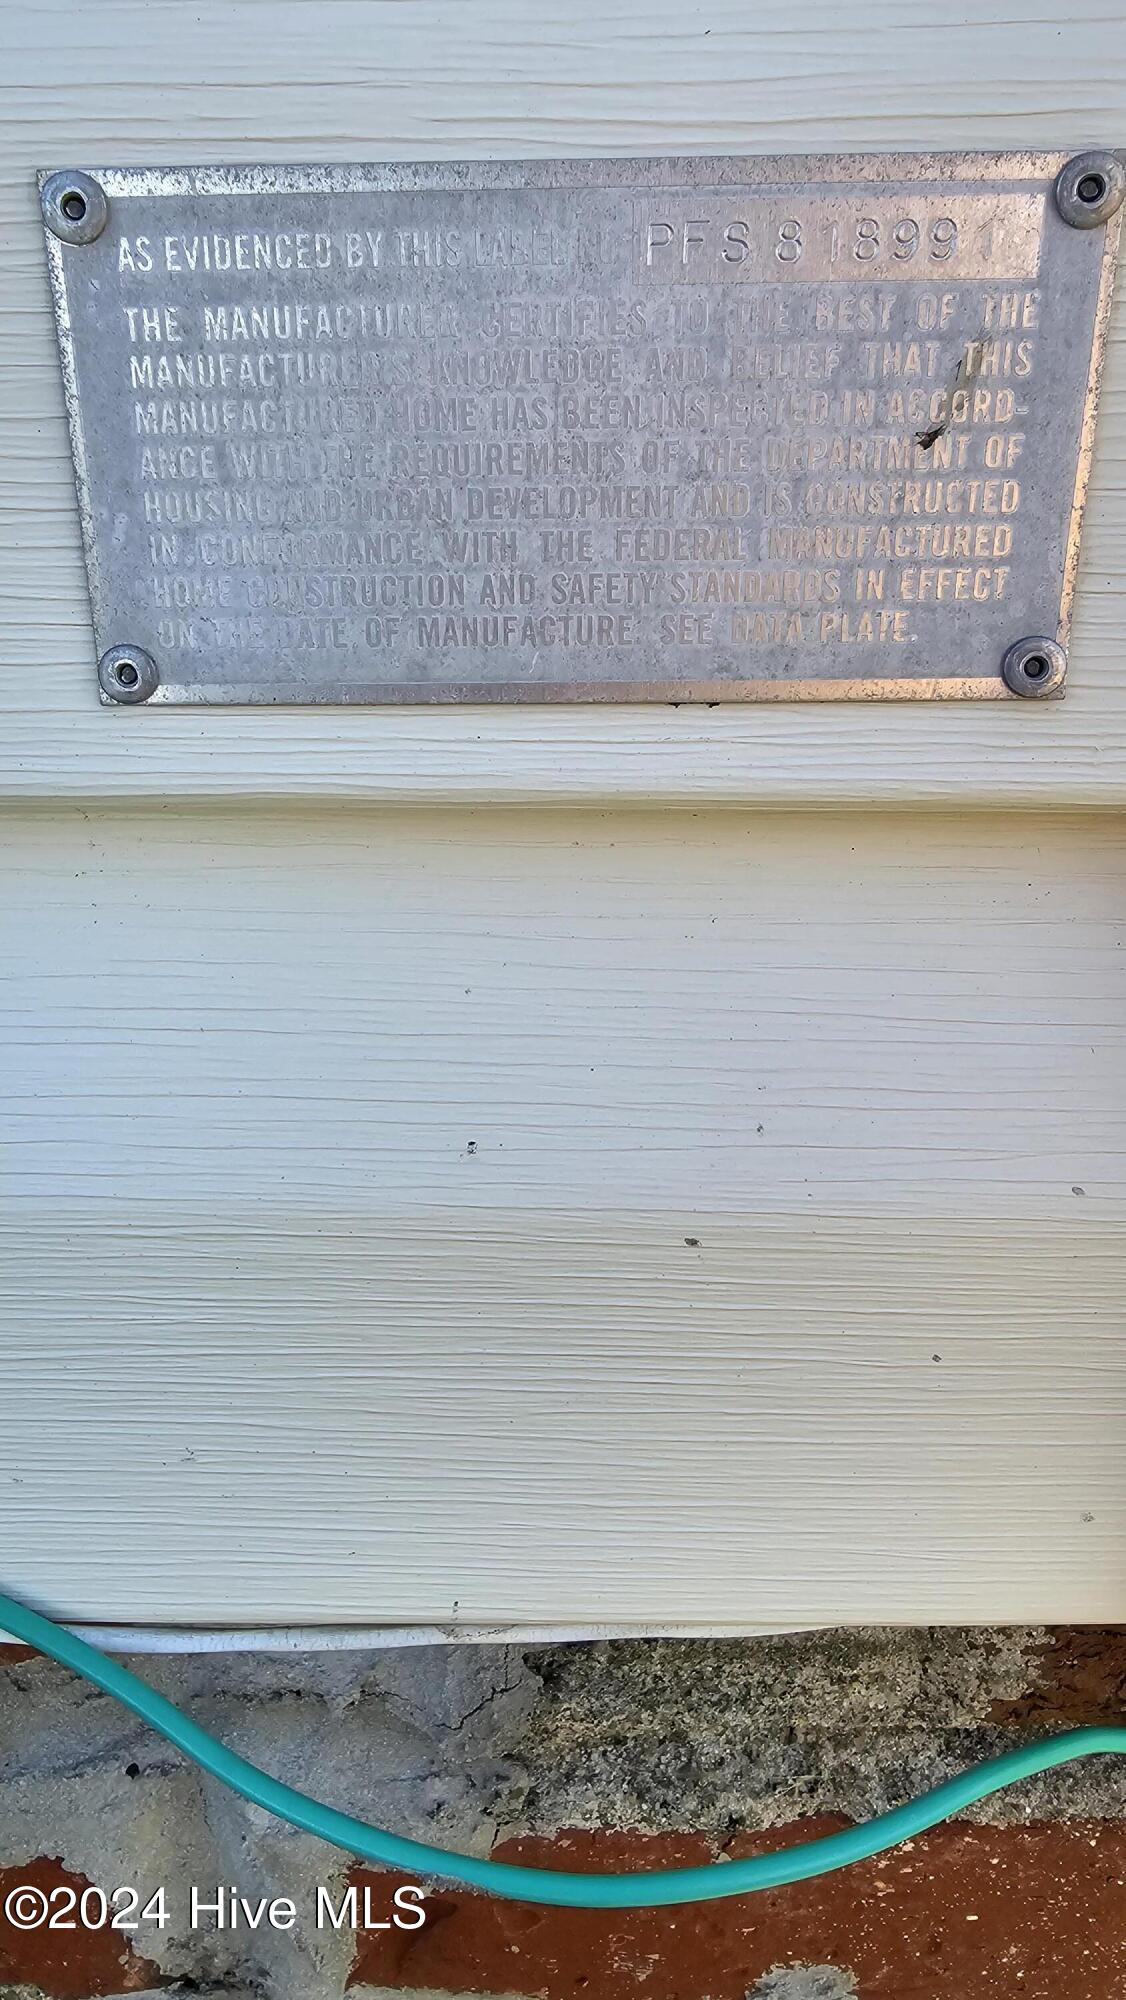 AS EVIDENCED BY THIS LABEL NO. PFS 818991
THE MANUFACTURER CERTIFIES TO THE BEST OF THE
MANUFACTURER'S KNOWLEDGE AND BELIEF THAT THIS
MANUFACTURED HOME HAS BEEN INSPECTED IN ACCORD-
ANCE WITH THE REQUIREMENTS OF THE DEPARTMENT OF
HOUSING AND URBAN DEVELOPMENT AND IS CONSTRUCTED
IN CONFORMANCE WITH THE FEDERAL MANUFACTURED
HOME CONSTRUCTION AND SAFETY STANDARDS IN EFFECT
ON THE DATE OF MANUFACTURE. SEE DATA PLATE.
©2024 Hive MLS